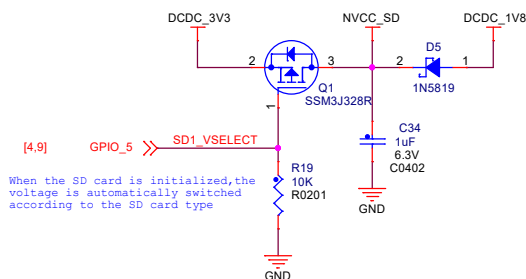 DCDC_3V3
NVCC_SD
DCDC_1V8
D5
2
3
2
1
Q1
1N5819
SSM3J328R
1
C34
1uF
6.3V
C0402
[4,9]
GPIO_5
SD1_VSELECT
R19
10K
R0201
When the SD card is initialized,the
voltage is automatically switched
according to the SD card type
GND
GND